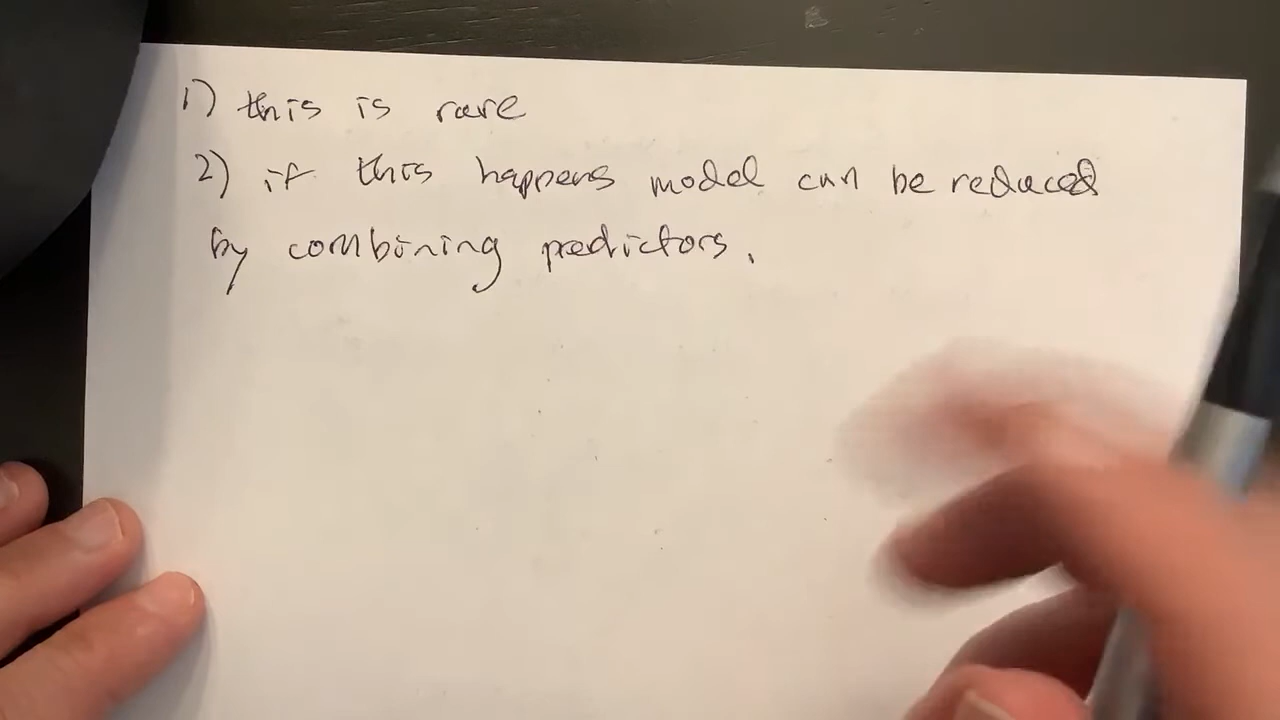 1) this is rare
2) if this happens model can be reduced
by combining predictors.